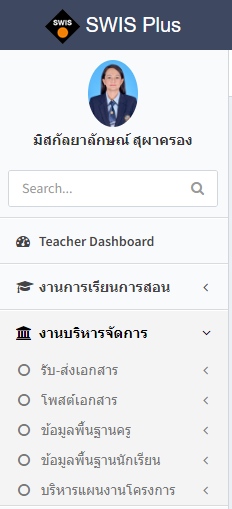 SWIS
SWIS Plus
มิสกัลยาลักษณ์ สุผาครอง
Search...
Teacher Dashboard
งานการเรียนการสอน
งานบริหารจัดการ
รับ-ส่งเอกสาร
โพสต์เอกสาร
ข้อมูลพื้นฐานครู
ข้อมูลพื้นฐานนักเรียน
บริหารแผนงานโครงการ